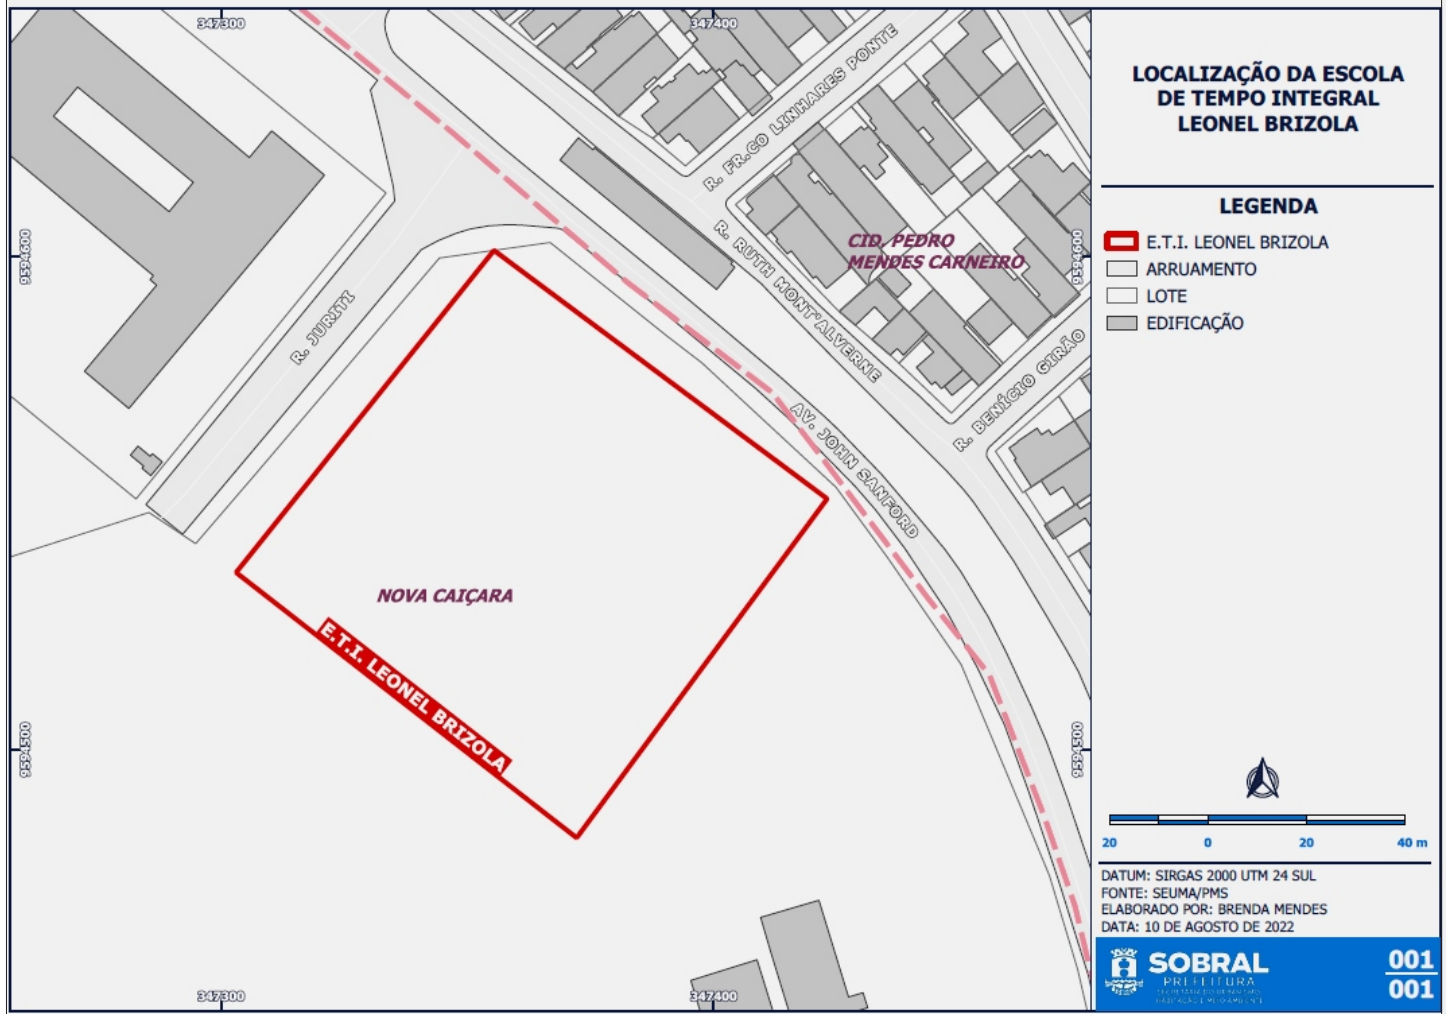 347300
347400
9594600
9594600
R. FR.CO LINHARES PONTE
CID. PEDRO
MENDES CARNEIRO
R. RUTH MONT'ALVERNE
R. JURITI
R. BENÍCIO GIRÃO
AV. JOHN SANFORD
NOVA CAIÇARA
E.T.I. LEONEL BRIZOLA
9594500
9594500
347300
347400
LOCALIZAÇÃO DA ESCOLA
DE TEMPO INTEGRAL
LEONEL BRIZOLA
LEGENDA
E.T.I. LEONEL BRIZOLA
ARRUAMENTO
LOTE
EDIFICAÇÃO
20 0 20 40 m
DATUM: SIRGAS 2000 UTM 24 SUL
FONTE: SEUMA/PMS
ELABORADO POR: BRENDA MENDES
DATA: 10 DE AGOSTO DE 2022
SOBRAL
PREFEITURA
001
001